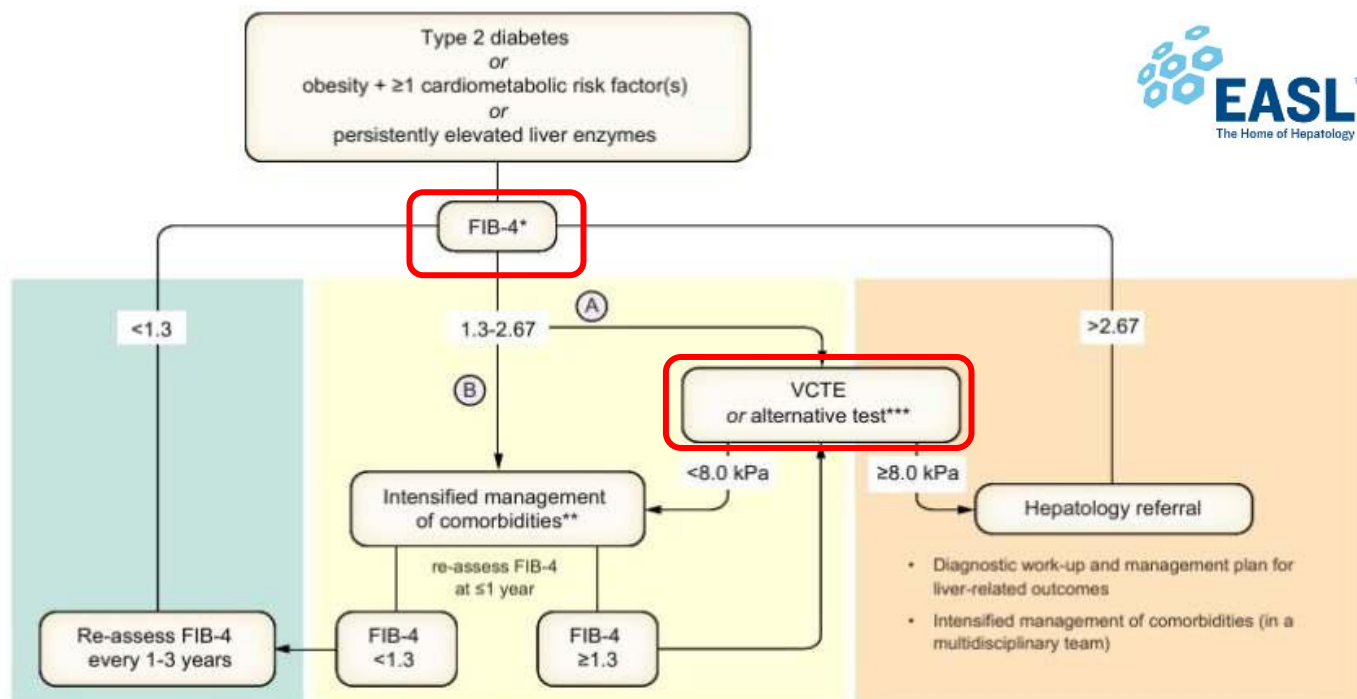 Type 2 diabetes
or
obesity + ≥1 cardiometabolic risk factor(s)
or
persistently elevated liver enzymes
EASL
The Home of Hepatology
FIB-4*
<1.3
1.3-2.67
A
>2.67
B
VCTE
or alternative test***
<8.0 kPa
≥8.0 kPa
Intensified management
of comorbidities**
Hepatology referral
re-assess FIB-4
at ≤1 year
• Diagnostic work-up and management plan for
liver-related outcomes
• Intensified management of comorbidities (in a
multidisciplinary team)
Re-assess FIB-4
every 1-3 years
FIB-4
<1.3
FIB-4
≥1.3